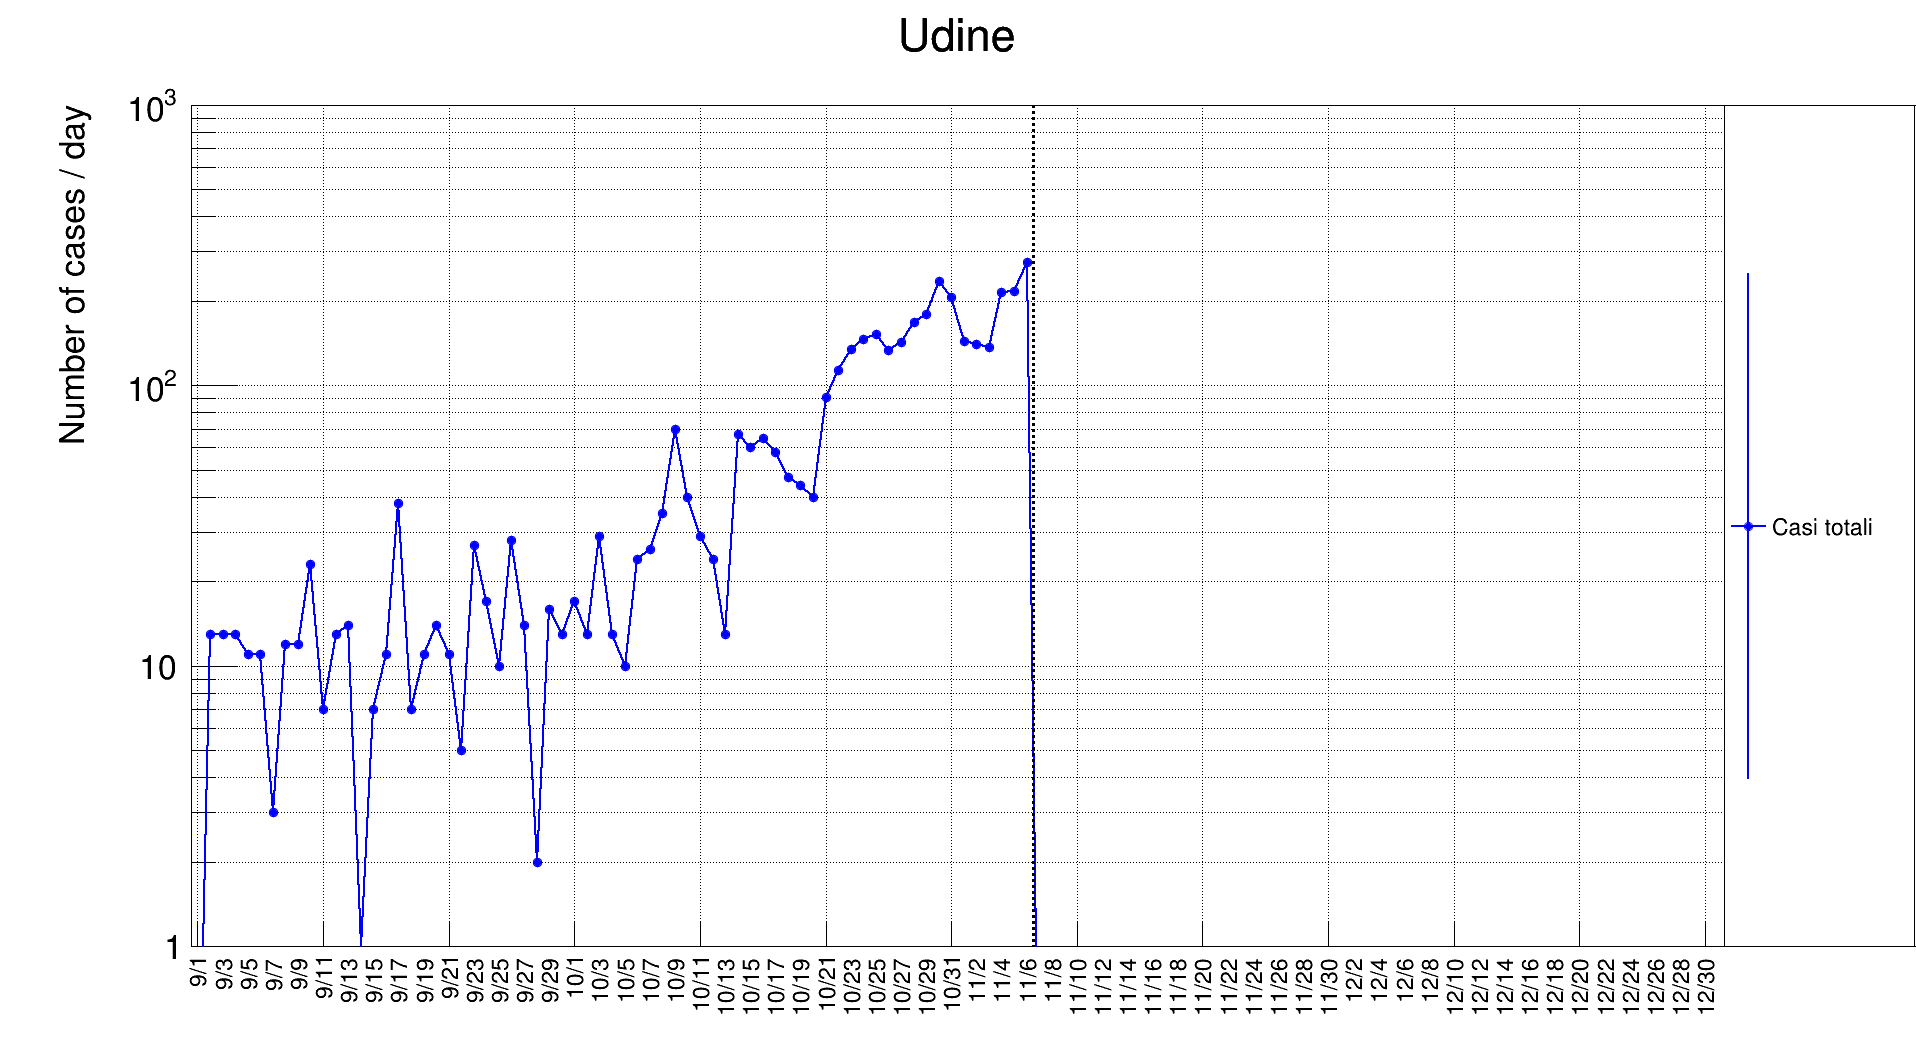 Udine
Number of cases / day
10³
10²
10
1
9/1 9/3 9/5 9/7 9/9 9/11 9/13 9/15 9/17 9/19 9/21 9/23 9/25 9/27 9/29 10/1 10/3 10/5 10/7 10/9 10/11 10/13 10/15 10/17 10/19 10/21 10/23 10/25 10/27 10/29 10/31 11/2 11/4 11/6 11/8 11/10 11/12 11/14 11/16 11/18 11/20 11/22 11/24 11/26 11/28 11/30 12/2 12/4 12/6 12/8 12/10 12/12 12/14 12/16 12/18 12/20 12/22 12/24 12/26 12/28 12/30
Casi totali